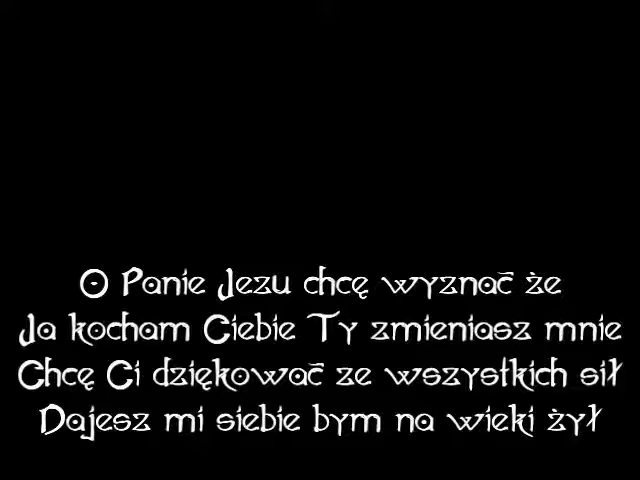 O Panie Jezu chcę wyznać że
Ja kocham Ciebie Ty zmieniasz mnie
Chcę Ci dziękować ze wszystkich sił
Dajesz mi siebie bym na wieki żył